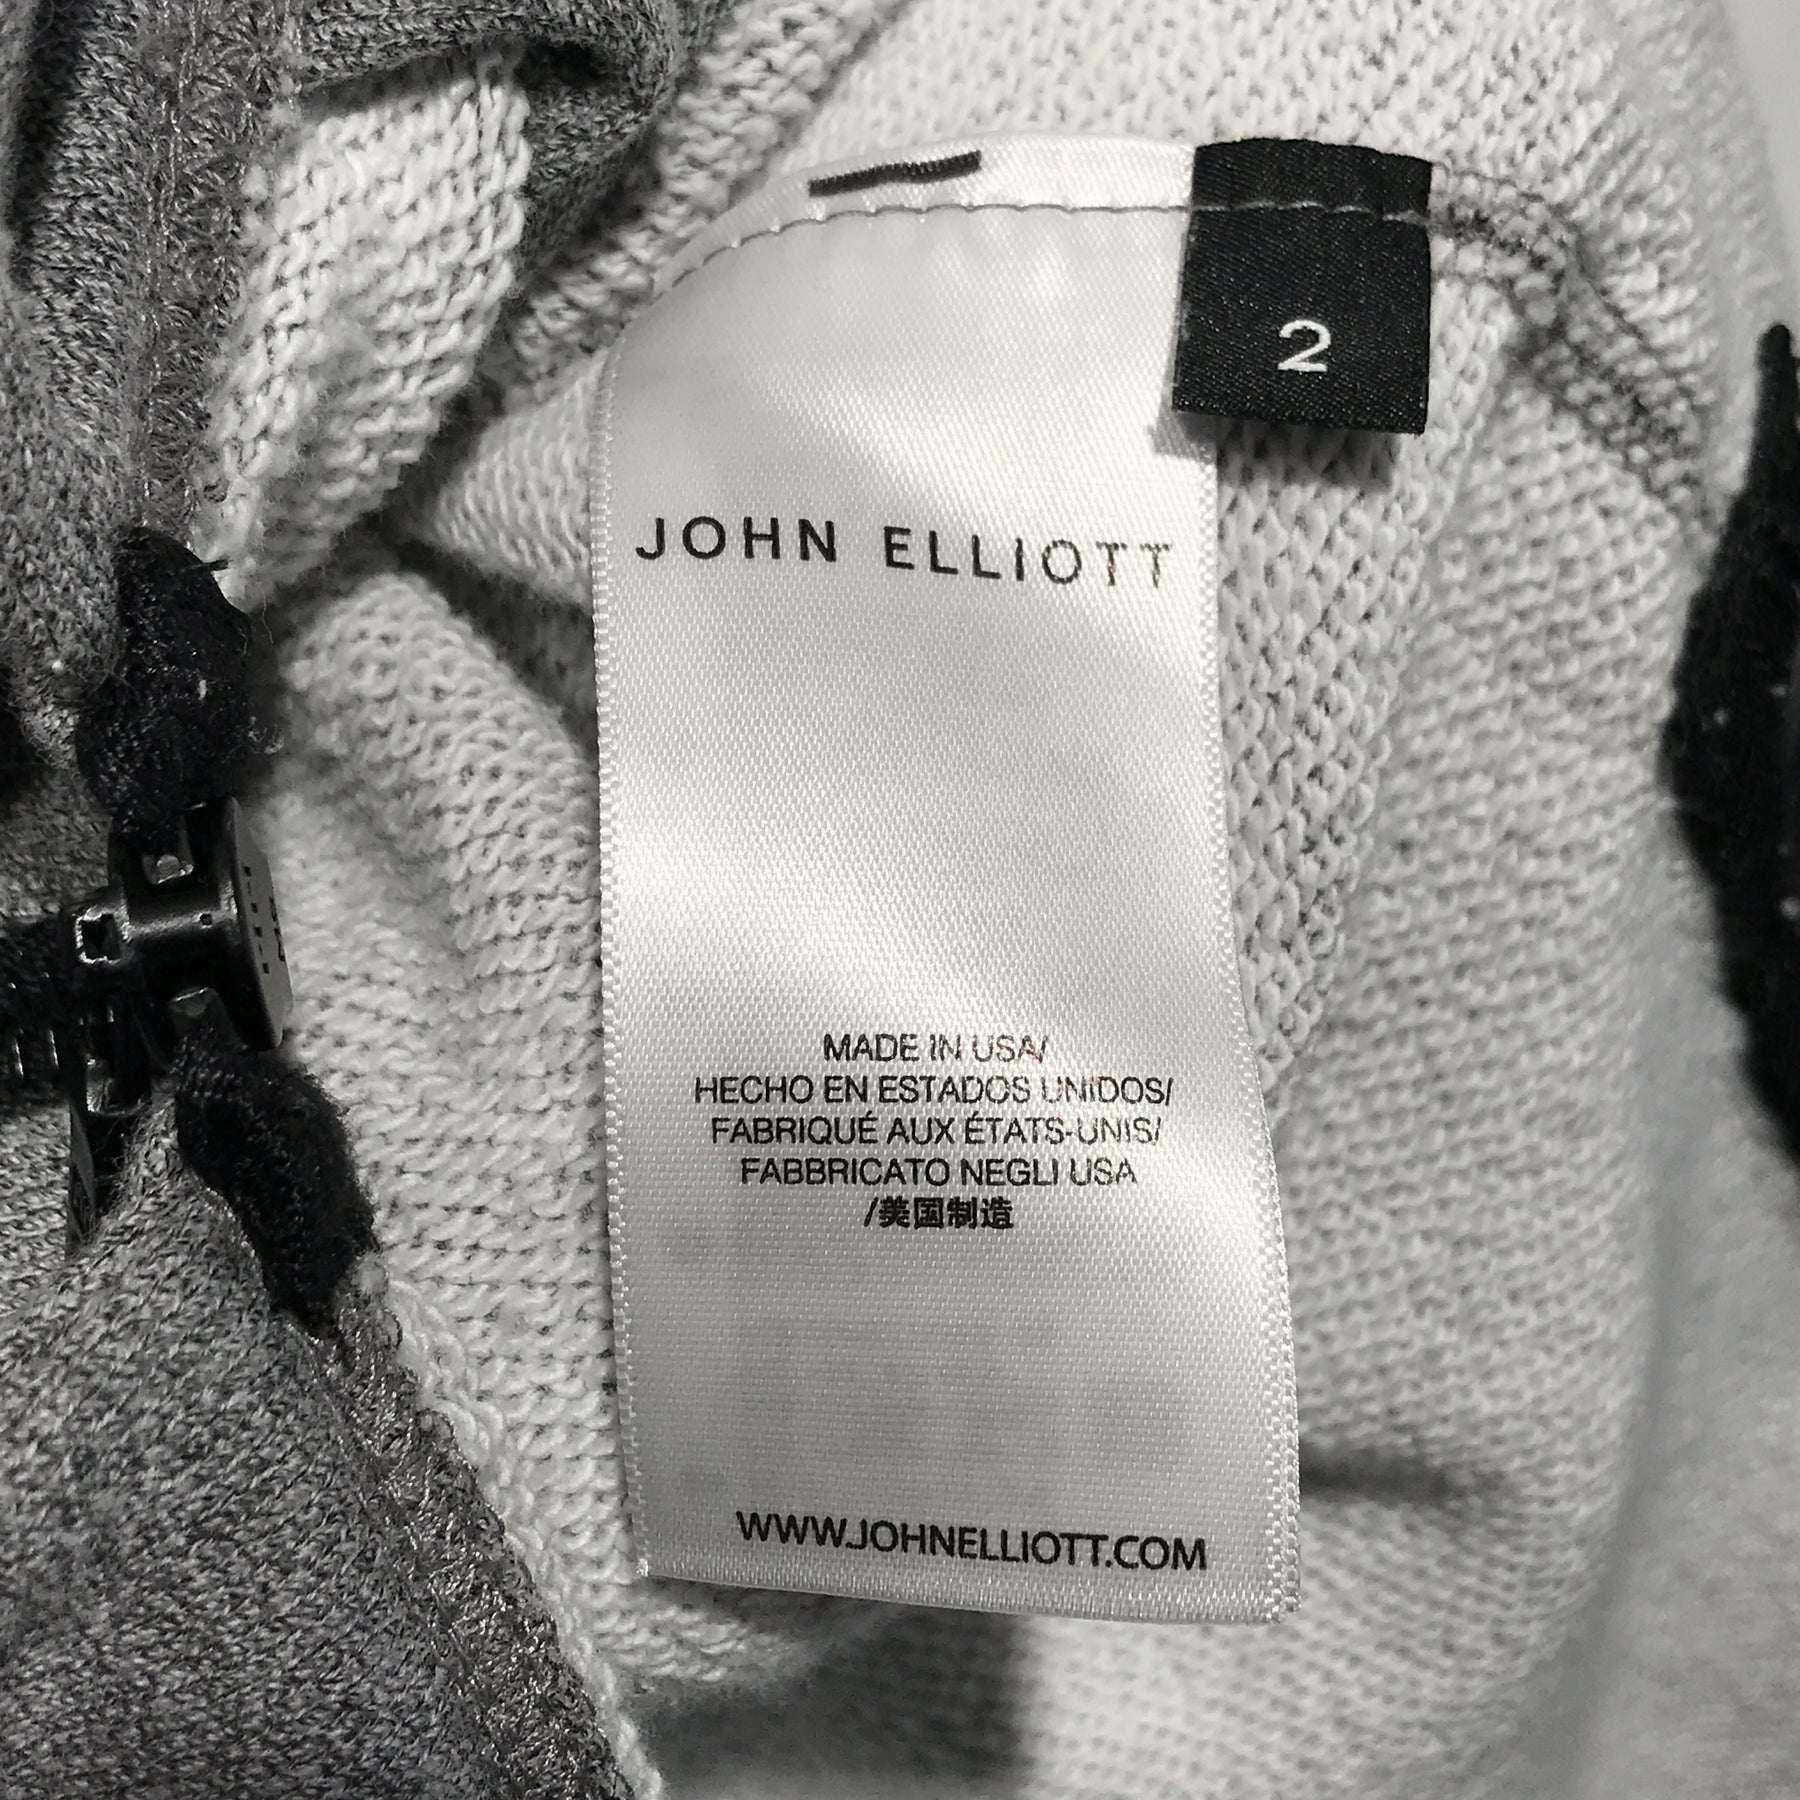 2
JOHN ELLIOTT
MADE IN USA/
HECHO EN ESTADOS UNIDOS/
FABRIQUÉ AUX ÉTATS-UNIS/
FABBRICATO NEGLI USA
/美国制造
WWW.JOHNELLIOTT.COM